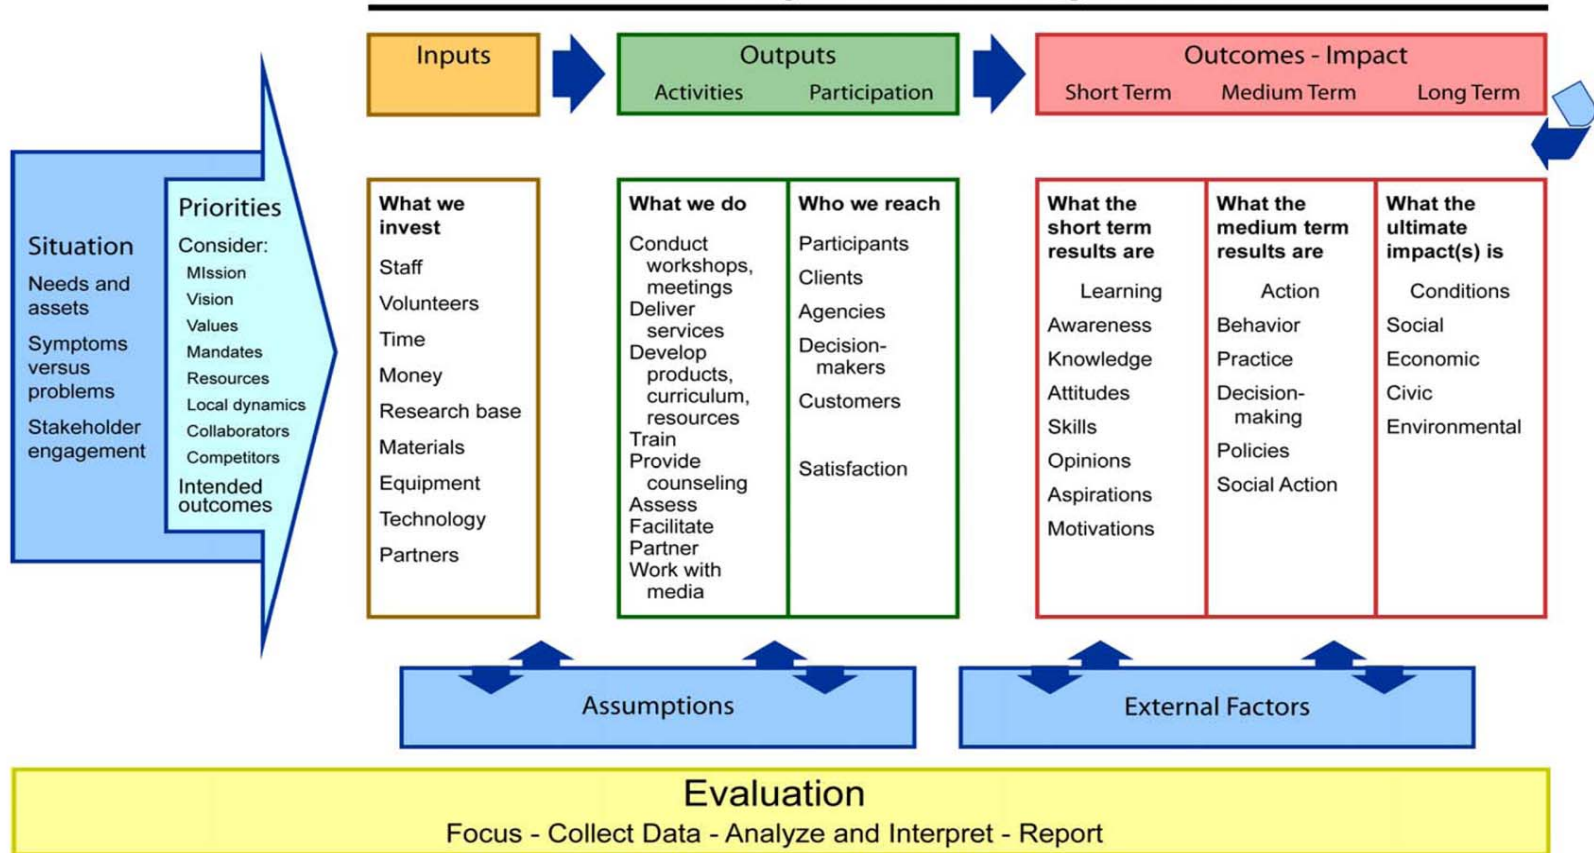 Inputs
Outputs
Activities Participation
Outcomes - Impact
Short Term Medium Term Long Term
Situation
Needs and
assets
Symptoms
versus
problems
Stakeholder
engagement
Priorities
Consider:
MIssion
Vision
Values
Mandates
Resources
Local dynamics
Collaborators
Competitors
Intended
outcomes
What we
invest
Staff
Volunteers
Time
Money
Research base
Materials
Equipment
Technology
Partners
What we do
Conduct
workshops,
meetings
Deliver
services
Develop
products,
curriculum,
resources
Train
Provide
counseling
Assess
Facilitate
Partner
Work with
media
Who we reach
Participants
Clients
Agencies
Decision-
makers
Customers
Satisfaction
What the
short term
results are
Learning
Awareness
Knowledge
Attitudes
Skills
Opinions
Aspirations
Motivations
What the
medium term
results are
Action
Behavior
Practice
Decision-
making
Policies
Social Action
What the
ultimate
impact(s) is
Conditions
Social
Economic
Civic
Environmental
Assumptions
External Factors
Evaluation
Focus - Collect Data - Analyze and Interpret - Report